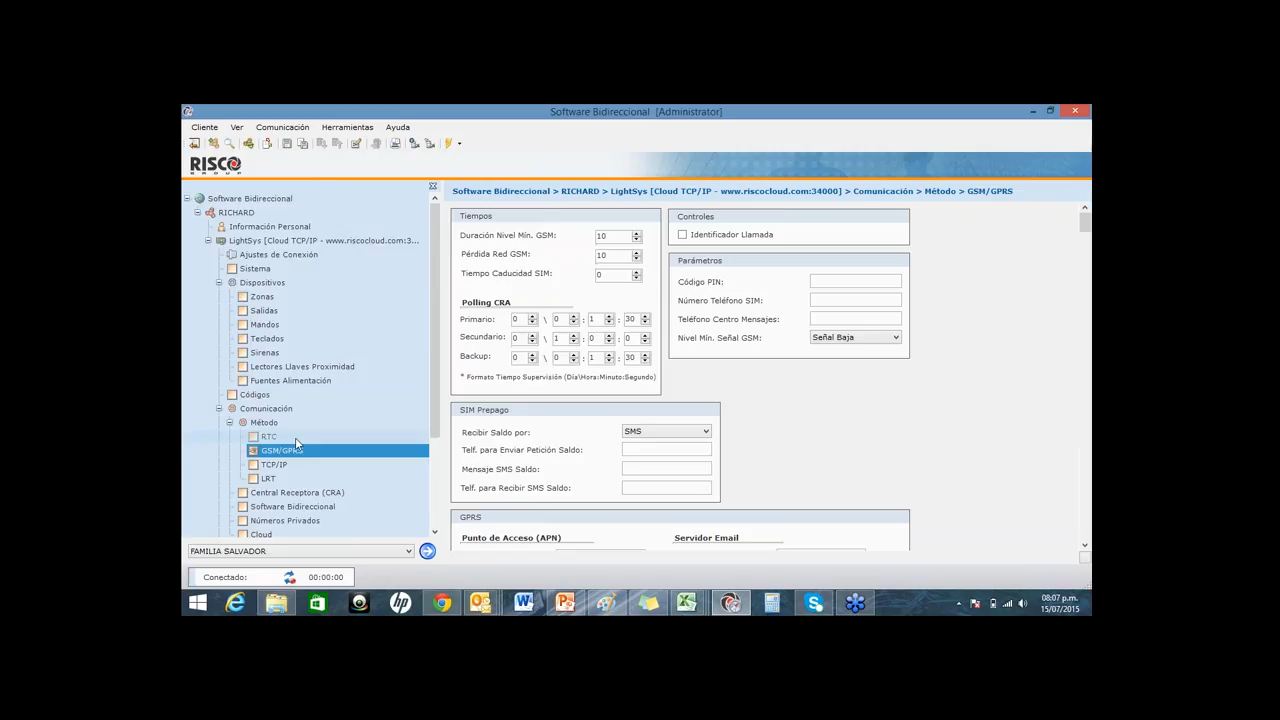 Software Bidireccional [Administrator]
Cliente Ver Comunicación Herramientas Ayuda
RISCO
GROUP
Software Bidireccional
RICHARD
Información Personal
LightSys [Cloud TCP/IP - www.riscocloud.com:3...
Ajustes de Conexión
Sistema
Dispositivos
Zonas
Salidas
Mandos
Teclados
Sirenas
Lectores Llaves Proximidad
Fuentes Alimentación
Códigos
Comunicación
Método
RTC
GSM/GPRS
TCP/IP
LRT
Central Receptora (CRA)
Software Bidireccional
Números Privados
Cloud
FAMILIA SALVADOR
Conectado: 00:00:00
Software Bidireccional > RICHARD > LightSys [Cloud TCP/IP - www.riscocloud.com:34000] > Comunicación > Método > GSM/GPRS
Tiempos
Duración Nivel Mín. GSM: 10
Pérdida Red GSM: 10
Tiempo Caducidad SIM: 0
Polling CRA
Primario: 0 \ 0 : 1 : 30
Secundario: 0 \ 1 : 0 : 0
Backup: 0 \ 0 : 1 : 30
* Formato Tiempo Supervisión (Día\Hora:Minuto:Segundo)
Controles
Identificador Llamada
Parámetros
Código PIN:
Número Teléfono SIM:
Teléfono Centro Mensajes:
Nivel Mín. Señal GSM: Señal Baja
SIM Prepago
Recibir Saldo por: SMS
Telf. para Enviar Petición Saldo:
Mensaje SMS Saldo:
Telf. para Recibir SMS Saldo:
GPRS
Punto de Acceso (APN) Servidor Email
08:07 p.m.
15/07/2015